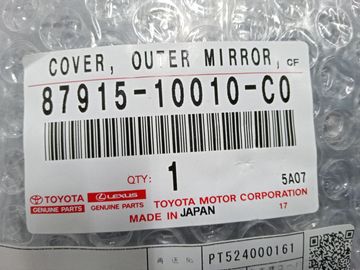 COVER, OUTER MIRROR, CF
87915-10010-C0
QTY: 1
5A07
TOYOTA LEXUS
GENUINE PARTS GENUINE PARTS
TOYOTA MOTOR CORPORATION
MADE IN JAPAN 17
PT524000161